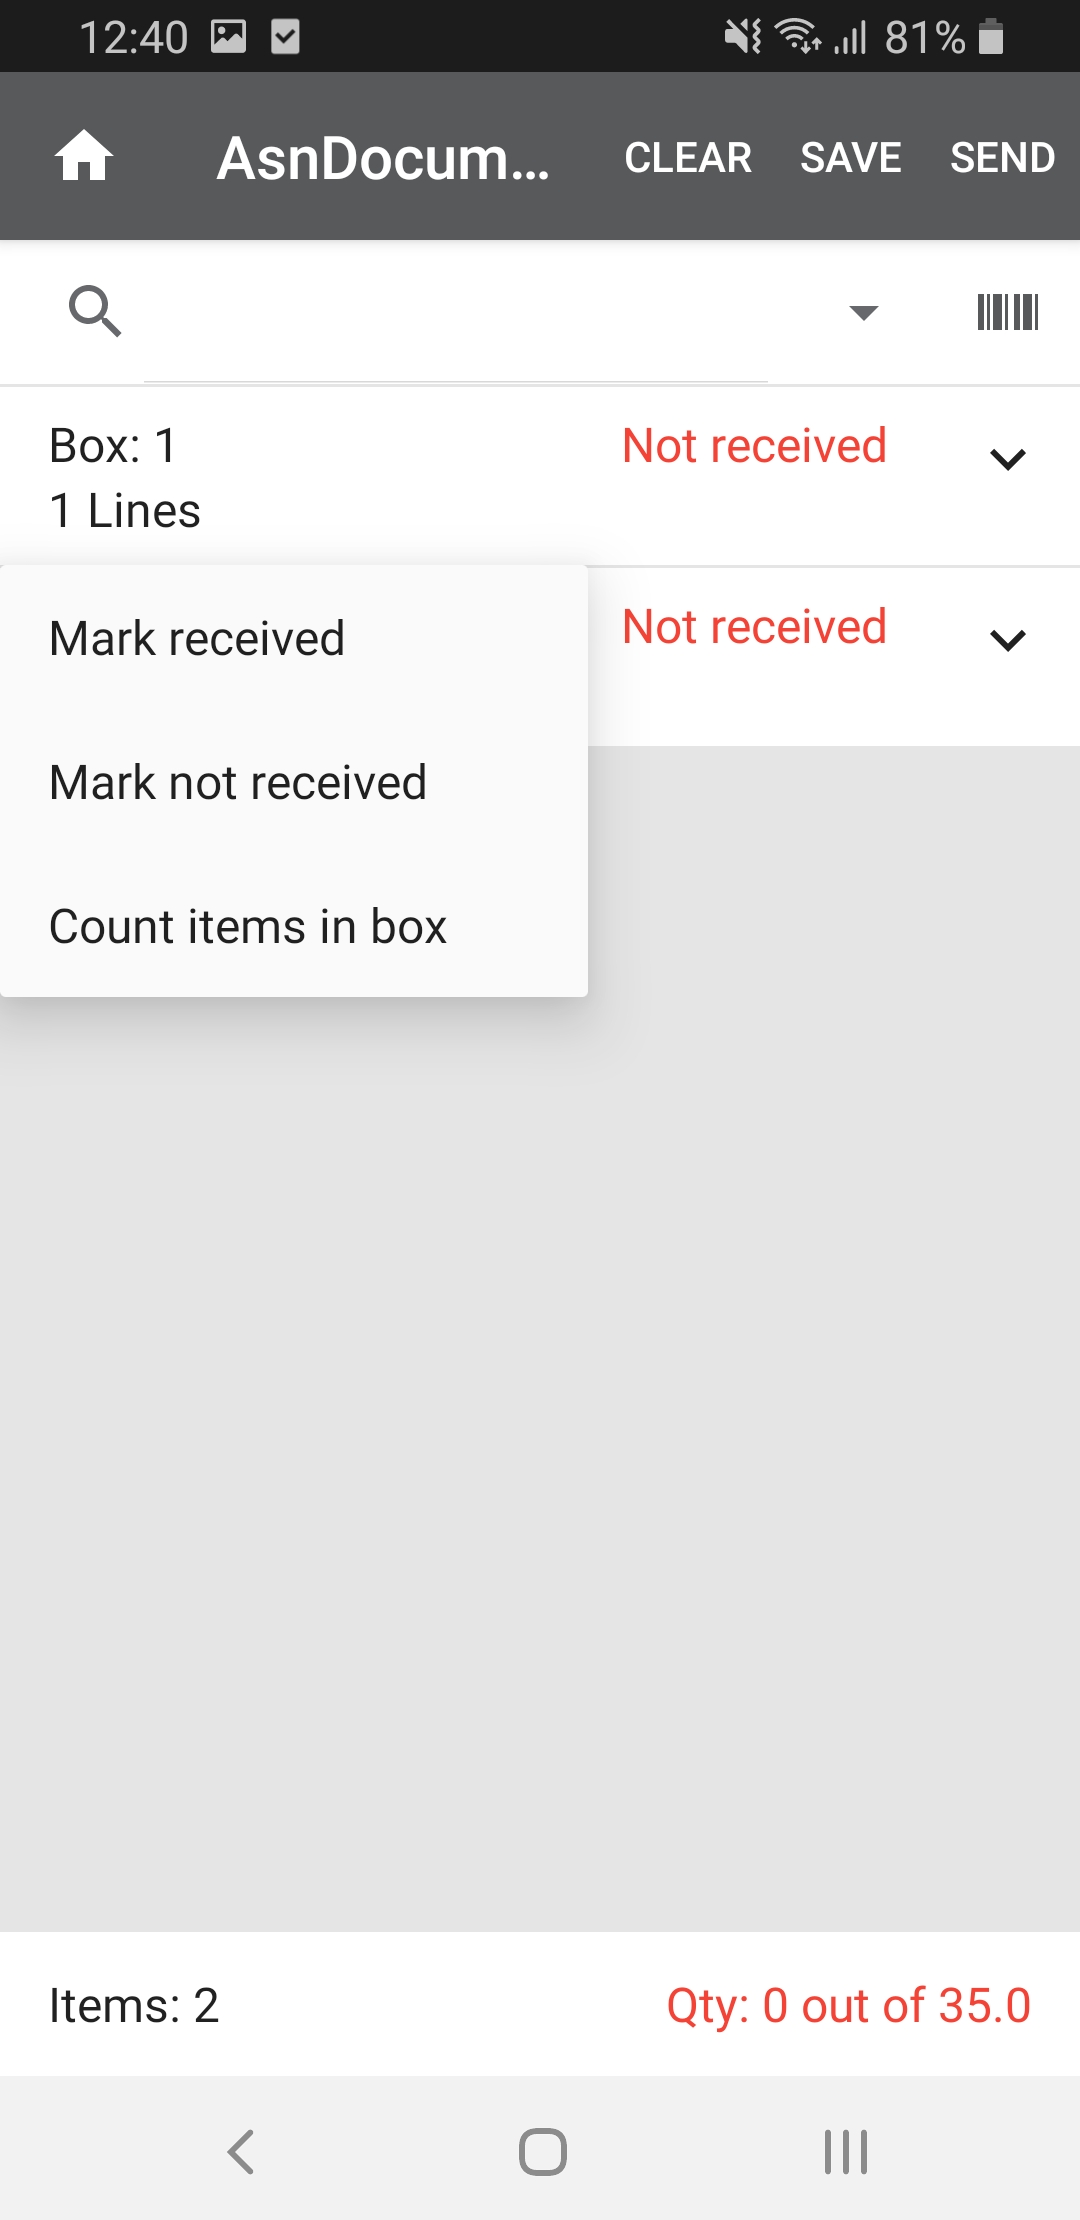 12:40 81%
AsnDocum... CLEAR SAVE SEND
Box: 1 Not received
1 Lines
Mark received Not received
Mark not received
Count items in box
Items: 2 Qty: 0 out of 35.0